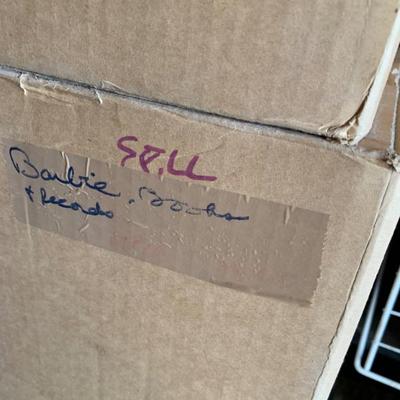 SELL
Barbie, Books
+ Records